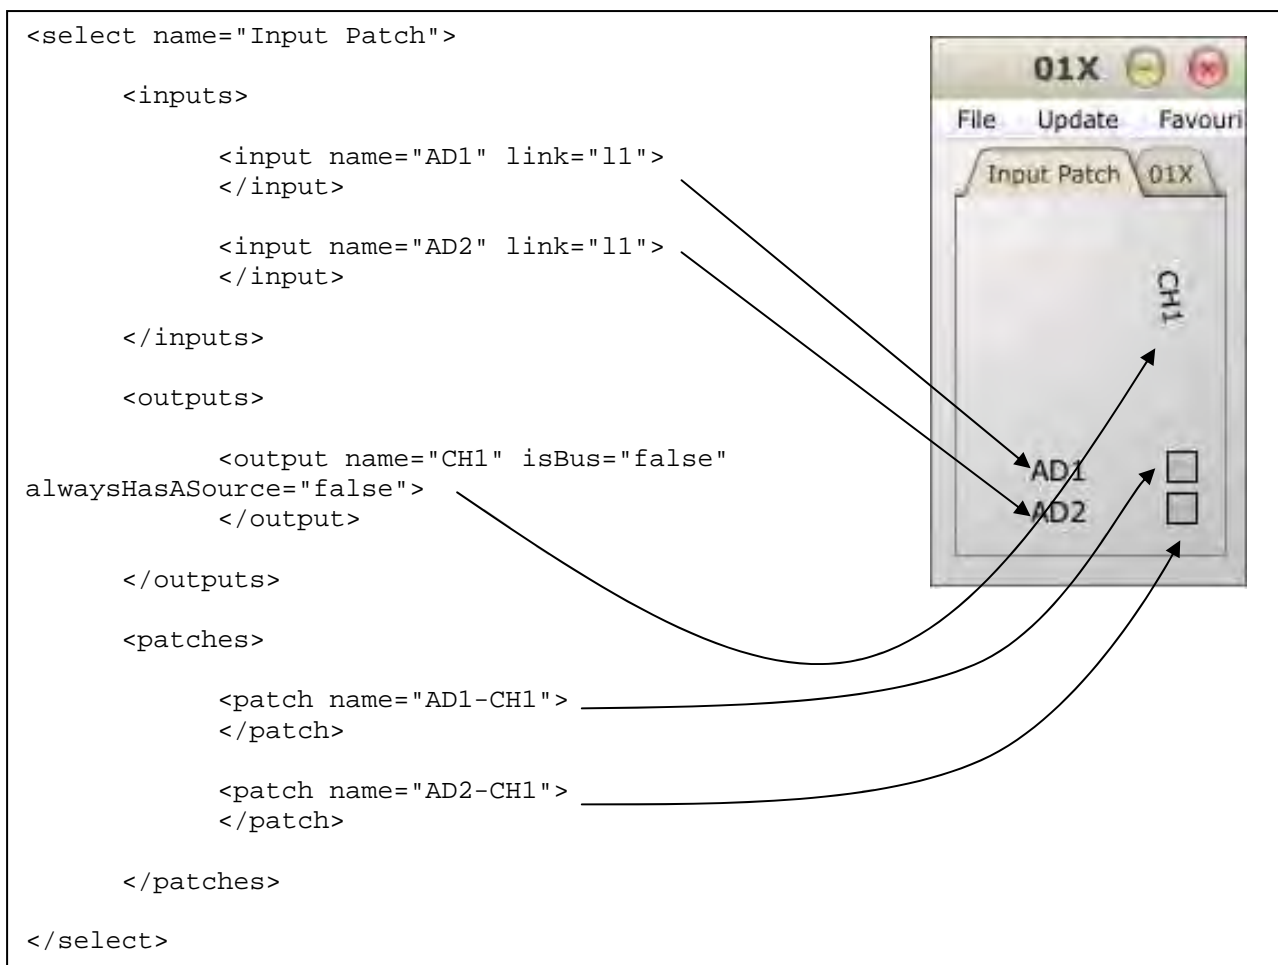 <select name="Input Patch">
<inputs>
<input name="AD1" link="l1">
</input>
<input name="AD2" link="l1">
</input>
</inputs>
<outputs>
<output name="CH1" isBus="false"
alwaysHasASource="false">
</output>
</outputs>
<patches>
<patch name="AD1-CH1">
</patch>
<patch name="AD2-CH1">
</patch>
</patches>
</select>
01X
File Update Favouri
Input Patch 01X
CH1
AD1
AD2